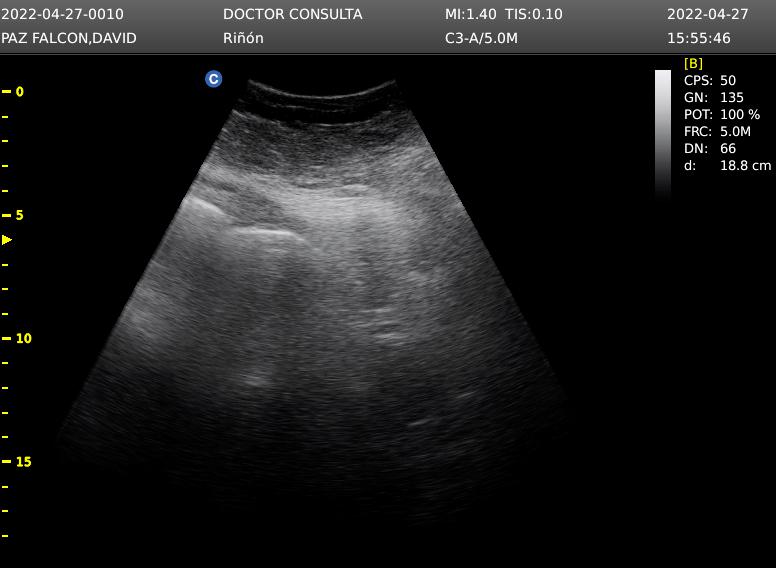 2022-04-27-0010 DOCTOR CONSULTA MI:1.40 TIS:0.10 2022-04-27
PAZ FALCON,DAVID Riñón C3-A/5.0M 15:55:46
[B]
C
CPS: 50
0
GN: 135
POT: 100 %
FRC: 5.0M
DN: 66
d: 18.8 cm
5
10
15